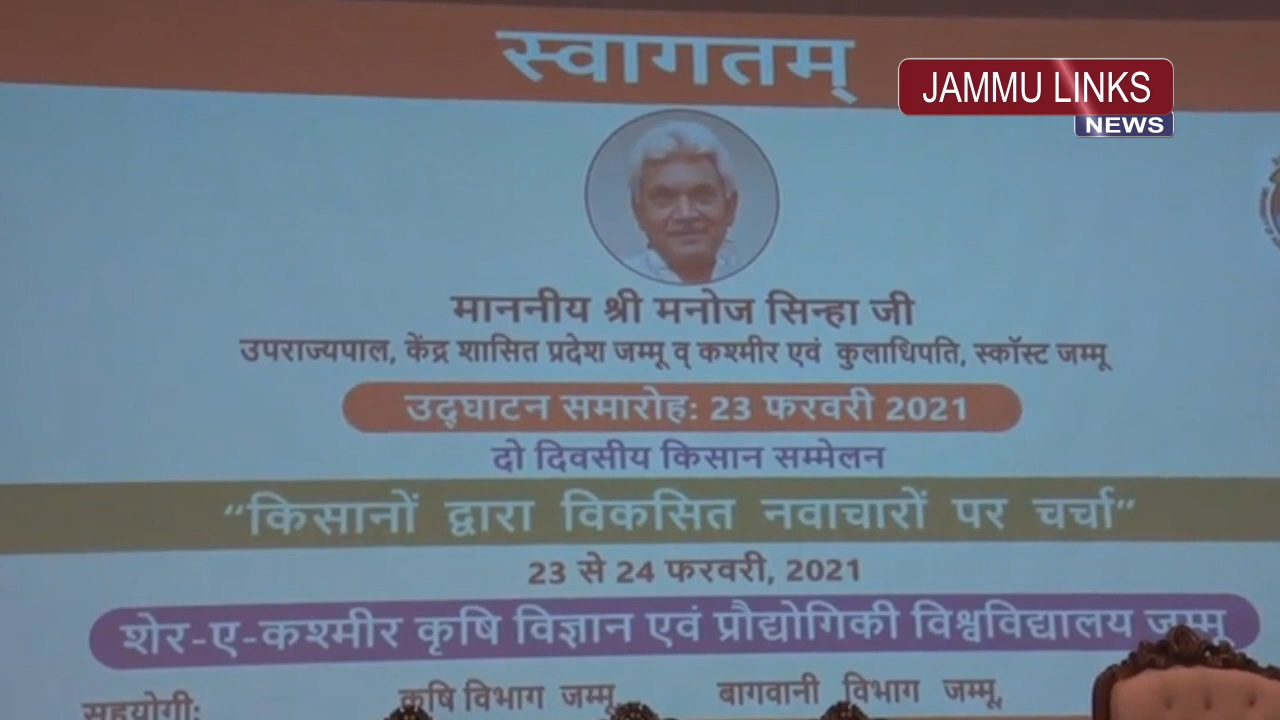 स्वागतम्
JAMMU LINKS
NEWS
माननीय श्री मनोज सिन्हा जी
उपराज्यपाल, केंद्र शासित प्रदेश जम्मू व् कश्मीर एवं कुलाधिपति, स्कॉस्ट जम्मू
उद्घाटन समारोह: 23 फरवरी 2021
दो दिवसीय किसान सम्मेलन
“किसानों द्वारा विकसित नवाचारों पर चर्चा”
23 से 24 फरवरी, 2021
शेर-ए-कश्मीर कृषि विज्ञान एवं प्रौद्योगिकी विश्वविद्यालय जम्मू
सहयोगी: कृषि विभाग जम्मू, बागवानी विभाग जम्मू,